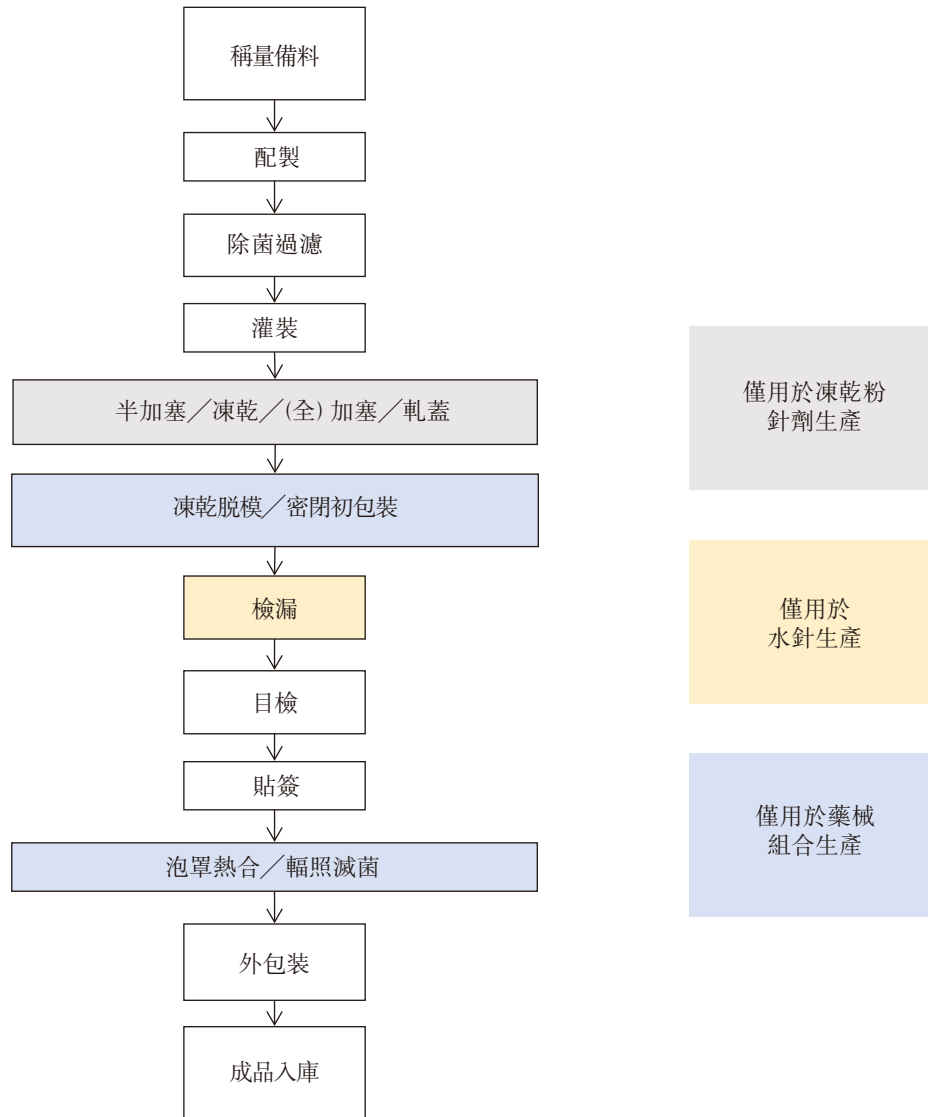 稱量備料
配製
除菌過濾
灌裝
半加塞／凍乾／(全) 加塞／軋蓋
凍乾脫模／密閉初包裝
檢漏
目檢
貼簽
泡罩熱合／輻照滅菌
外包装
成品入庫
僅用於凍乾粉
針劑生產
僅用於
水針生產
僅用於藥械
組合生產